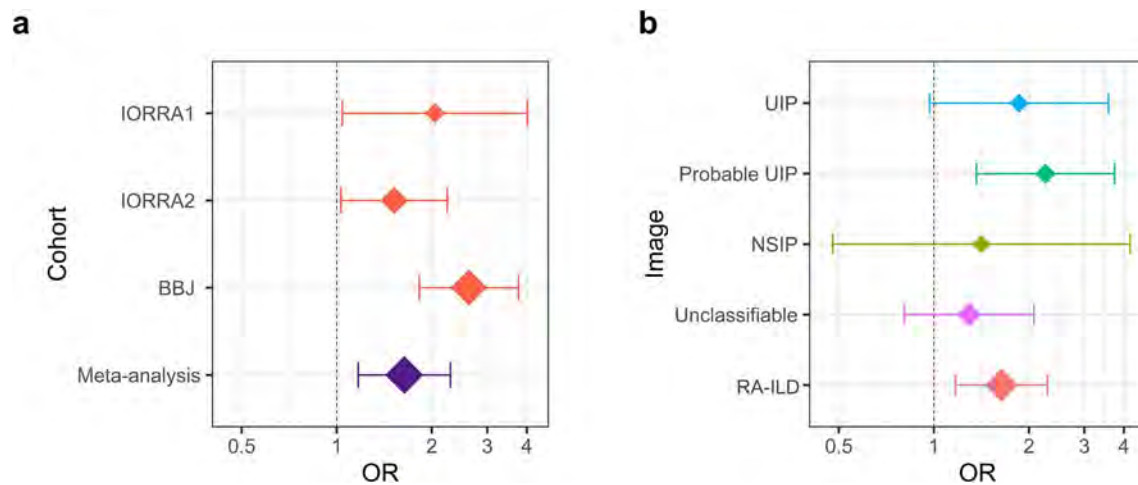 a
Cohort
IORRA1
IORRA2
BBJ
Meta-analysis
0.5 1 2 3 4
OR
b
Image
UIP
Probable UIP
NSIP
Unclassifiable
RA-ILD
0.5 1 2 3 4
OR